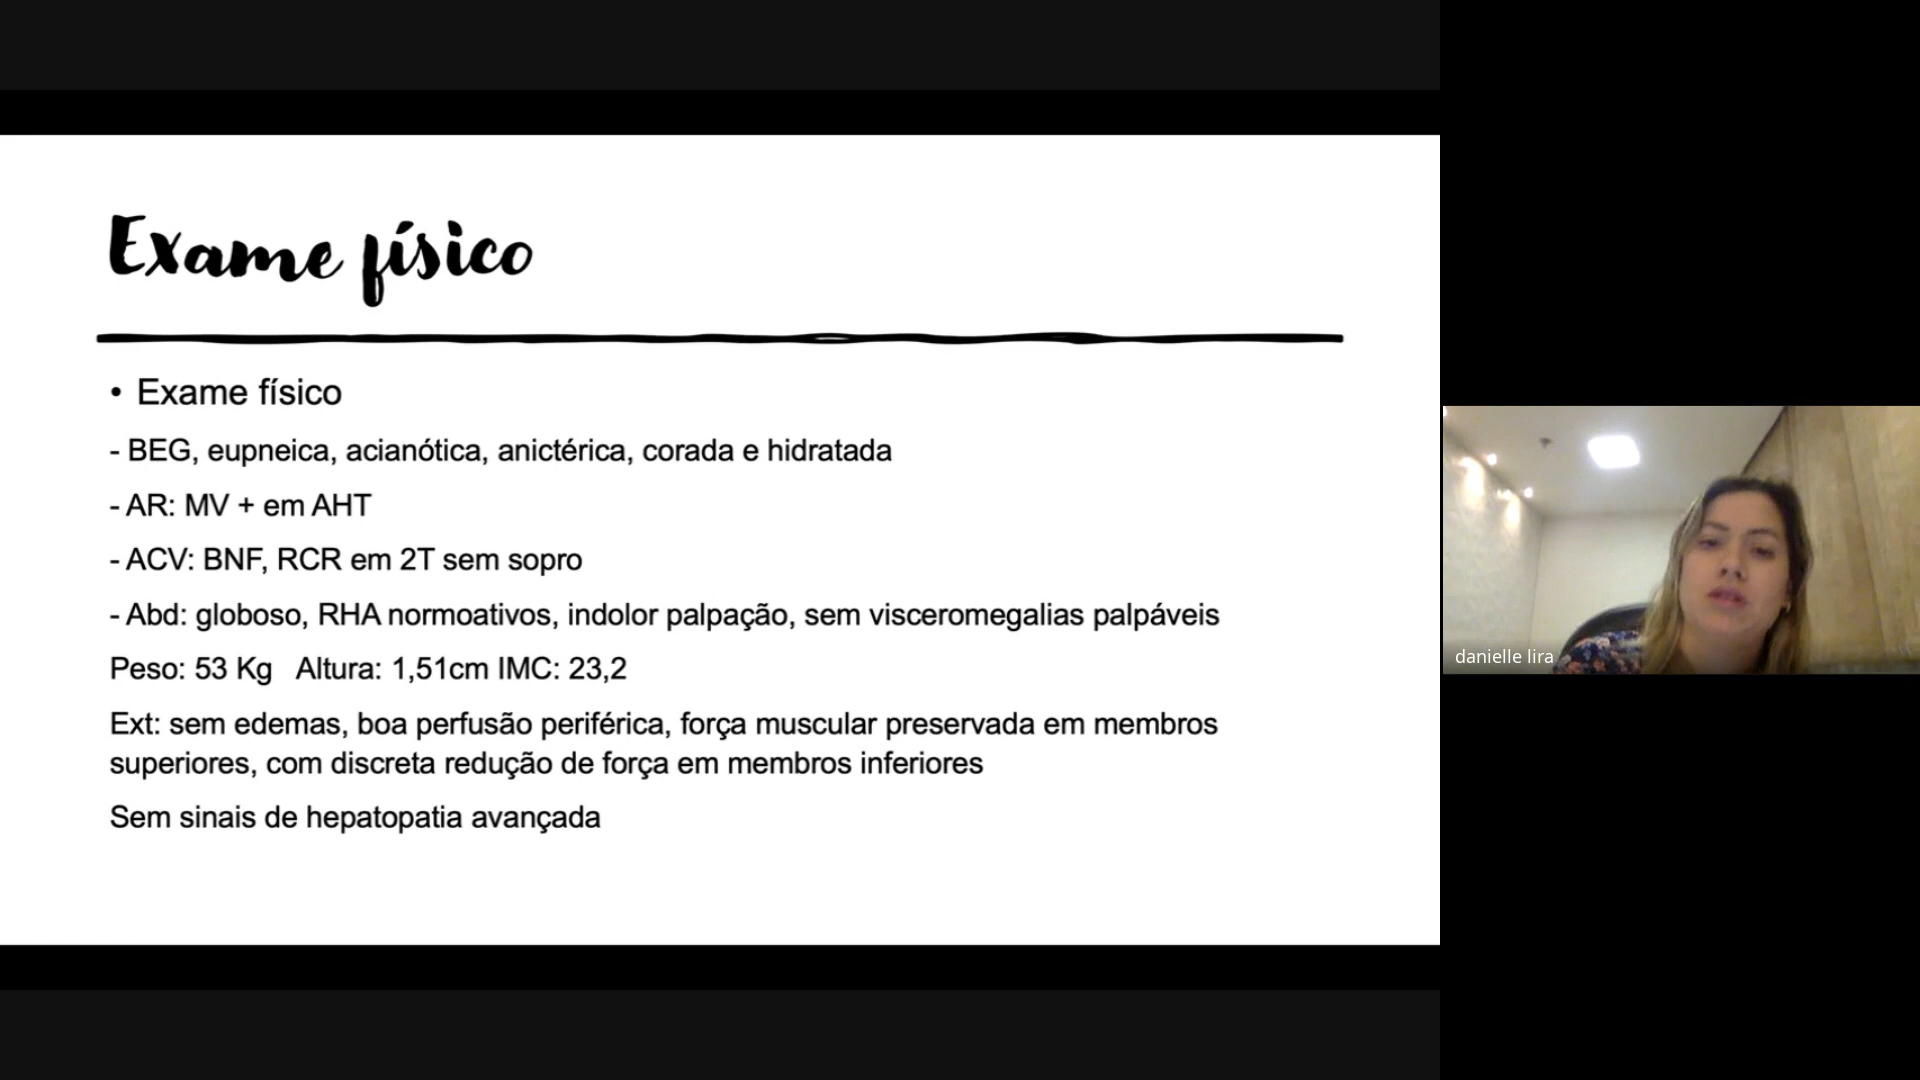 Exame físico
• Exame físico
- BEG, eupneica, acianótica, anictérica, corada e hidratada
- AR: MV + em AHT
- ACV: BNF, RCR em 2T sem sopro
- Abd: globoso, RHA normoativos, indolor palpação, sem visceromegalias palpáveis
Peso: 53 Kg Altura: 1,51cm IMC: 23,2
Ext: sem edemas, boa perfusão periférica, força muscular preservada em membros
superiores, com discreta redução de força em membros inferiores
Sem sinais de hepatopatia avançada
danielle lira